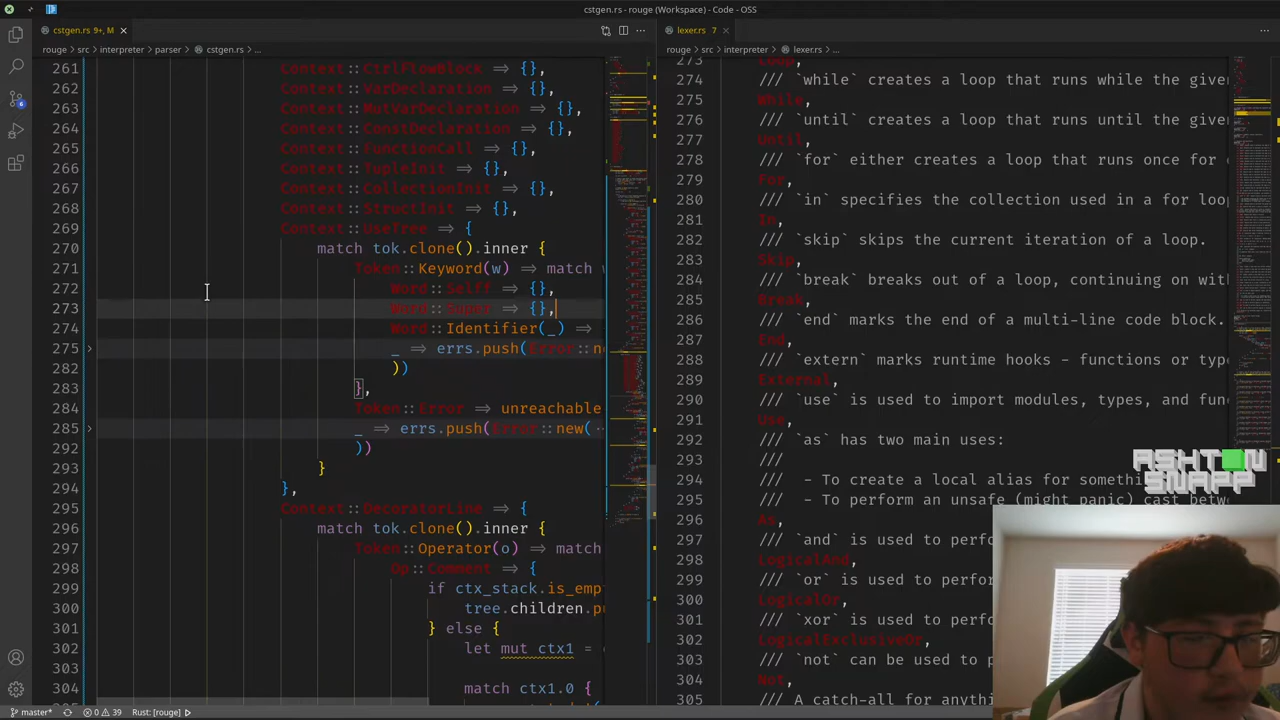 cstgen.rs - rouge (Workspace) - Code - OSS
cstgen.rs 9+, M
rouge src interpreter parser cstgen.rs ...
261 Context::CtrlFlowBlock => {},
262 Context::VarDeclaration => {},
263 Context::MutVarDeclaration => {},
264 Context::ConstDeclaration => {},
265 Context::FunctionCall => {},
266 Context::TupleInit => {},
267 Context::CollectionInit => {}
268 Context::StructInit => {},
269 Context::UseTree => {
270 match tok.clone().inner {
271 Token::Keyword(w) => match
272 Word::Selff => {},
273 Word::Super => {},
274 Word::Identifier(_) =>
275 _ => errs.push(Error::n
282 ))
283 },
284 Token::Error => unreachable
285 _ => errs.push(Error::new(
292 ))
293 }
294 },
295 Context::DecoratorLine => {
296 match tok.clone().inner {
297 Token::Operator(o) => match
298 Op::Comment => {
299 if ctx_stack.is_emp
300 tree.children.p
301 } else {
302 let mut ctx1 =
303
304 match ctx1.0 {
lexer.rs 7
rouge src interpreter lexer.rs ...
273 Loop,
274 /// `while` creates a loop that runs while the give
275 While,
276 /// `until` creates a loop that runs until the give
277 Until,
278 /// `for` either creates a loop that runs once for
279 For,
280 /// `in` specifies the collection used in a for loo
281 In,
282 /// `skip` skips the current iteration of a loop.
283 Skip,
284 /// `break` braks out of a loop, continuing on with
285 Break,
286 /// `end` marks the end of a multi-line code block.
287 End,
288 /// `extern` marks runtime hooks - functions or typ
289 External,
290 /// `use` is used to import modules, types, and fun
291 Use,
292 /// `as` has two main uses:
293 ///
294 /// - To create a local alias for someth
295 /// - To perform an unsafe (might panic) cast betw
296 As,
297 /// `and` is used to perfo
298 LogicalAnd,
299 /// `or` is used to perfor
300 LogicalOr,
301 /// `xor` is used to perfo
302 LogicalExclusiveOr,
303 /// `not` can be used to p
304 Not,
305 /// A catch-all for anythi
ASHTON
SNAPP
6
master* 0 39 Rust: [rouge]